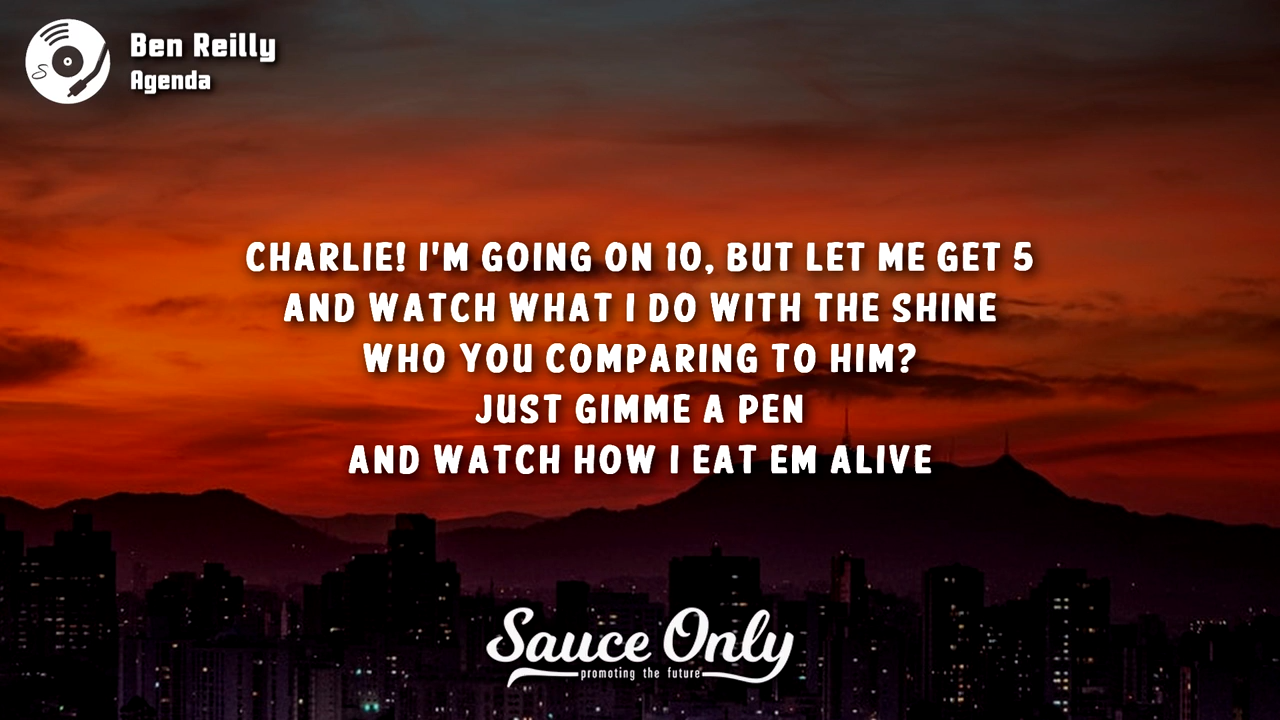 Ben Reilly
Agenda
CHARLIE! I'M GOING ON 10, BUT LET ME GET 5
AND WATCH WHAT I DO WITH THE SHINE
WHO YOU COMPARING TO HIM?
JUST GIMME A PEN
AND WATCH HOW I EAT EM ALIVE
Sauce Only
promoting the future